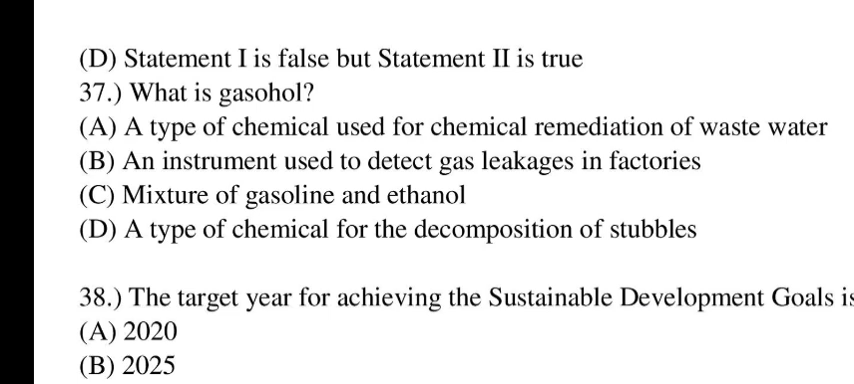 (D) Statement I is false but Statement II is true
37.) What is gasohol?
(A) A type of chemical used for chemical remediation of waste water
(B) An instrument used to detect gas leakages in factories
(C) Mixture of gasoline and ethanol
(D) A type of chemical for the decomposition of stubbles
38.) The target year for achieving the Sustainable Development Goals is
(A) 2020
(B) 2025